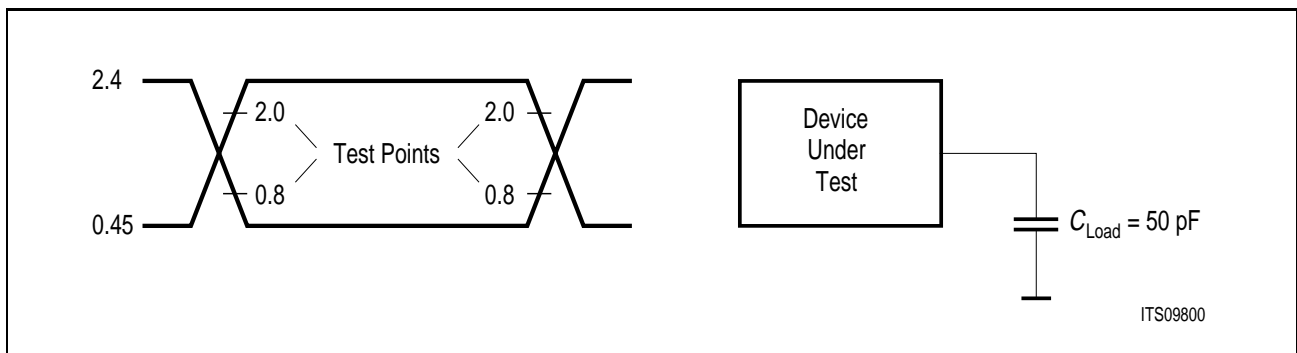 2.4
2.0
2.0
Test Points
0.8
0.8
0.45
Device
Under
Test
C Load = 50 pF
ITS09800